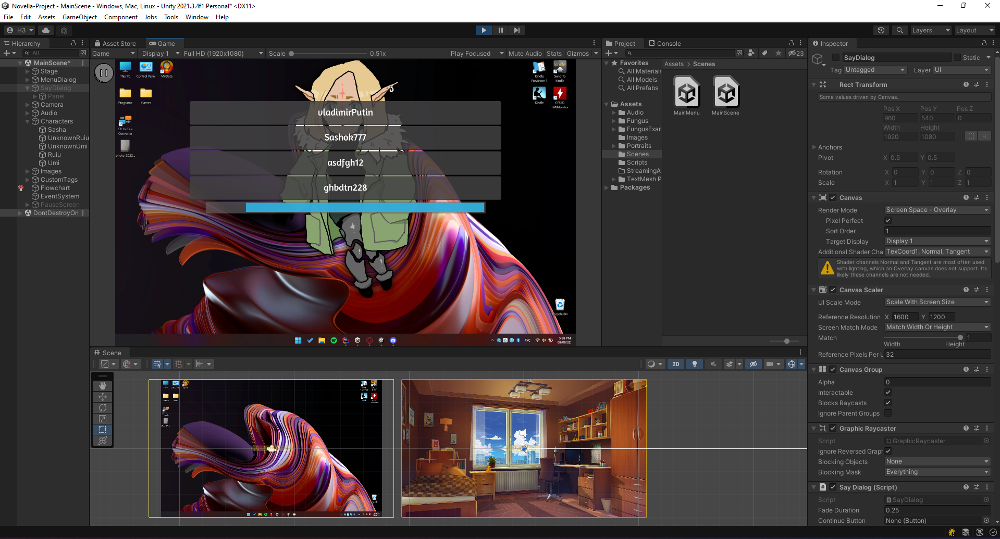 Novella-Project - MainScene - Windows, Mac, Linux - Unity 2021.3.4f1 Personal* <DX11>
File Edit Assets GameObject Component Jobs Tools Window Help
H3
Layers
Layout
Hierarchy
All
MainScene*
Stage
MenuDialog
SayDialog
Panel
Camera
Audio
Characters
Sasha
UnknownRuiu
UnknownUmi
Ruiu
Umi
Images
CustomTags
Flowchart
EventSystem
PauseScreen
DontDestroyOn
Asset Store
Game
Game
Display 1
Full HD (1920x1080)
Scale
0.51x
Play Focused
Mute Audio
Stats
Gizmos
This PC
Control Panel
MyData
Programs
Games
C# to C++
Converter
photo_2022...
Kindle
Previewer 3
Send To
Kindle
Kindle
CPUID
HWMonitor
vladimirPutin
Sashok777
asdfgh12
ghbdtn228
РУС
5:38 PM
08/06/22
Project
Console
23
Favorites
All Materials
All Models
All Prefabs
Assets
Audio
Fungus
FungusExan
Images
Portraits
Scenes
Scripts
StreamingA
TextMesh P
Packages
Assets > Scenes
MainMenu
MainScene
Scene
2D
Inspector
SayDialog
Static
Tag Untagged
Layer UI
Rect Transform
Some values driven by Canvas.
Pos X Pos Y Pos Z
960 540 0
Width Height
1920 1080
R
Anchors
Pivot X 0.5 Y 0.5
Rotation X 0 Y 0 Z 0
Scale X 1 Y 1 Z 1
Canvas
Render Mode Screen Space - Overlay
Pixel Perfect
Sort Order 1
Target Display Display 1
Additional Shader Cha TexCoord1, Normal, Tangent
Shader channels Normal and Tangent are most often used
with lighting, which an Overlay canvas does not support. Its
likely these channels are not needed.
Canvas Scaler
UI Scale Mode Scale With Screen Size
Reference Resolution X 1600 Y 1200
Screen Match Mode Match Width Or Height
Match 1
Width Height
Reference Pixels Per U 32
Canvas Group
Alpha 0
Interactable
Blocks Raycasts
Ignore Parent Groups
Graphic Raycaster
Script GraphicRaycaster
Ignore Reversed Graph
Blocking Objects None
Blocking Mask Everything
Say Dialog (Script)
Script SayDialog
Fade Duration 0.25
Continue Button None (Button)